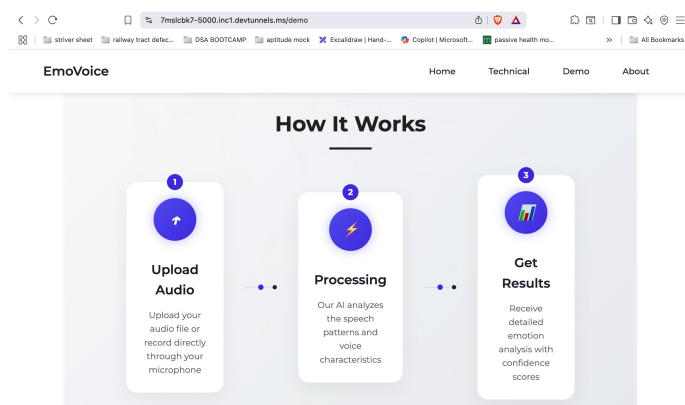 7mslcbk7-5000.inc1.devtunnels.ms/demo
striver sheet railway tract defec... DSA BOOTCAMP aptitude mock Excalidraw | Hand-... Copilot | Microsoft... passive health mo... » All Bookmarks
EmoVoice Home Technical Demo About
How It Works
1
Upload
Audio
Upload your
audio file or
record directly
through your
microphone
2
Processing
Our AI analyzes
the speech
patterns and
voice
characteristics
3
Get
Results
Receive
detailed
emotion
analysis with
confidence
scores